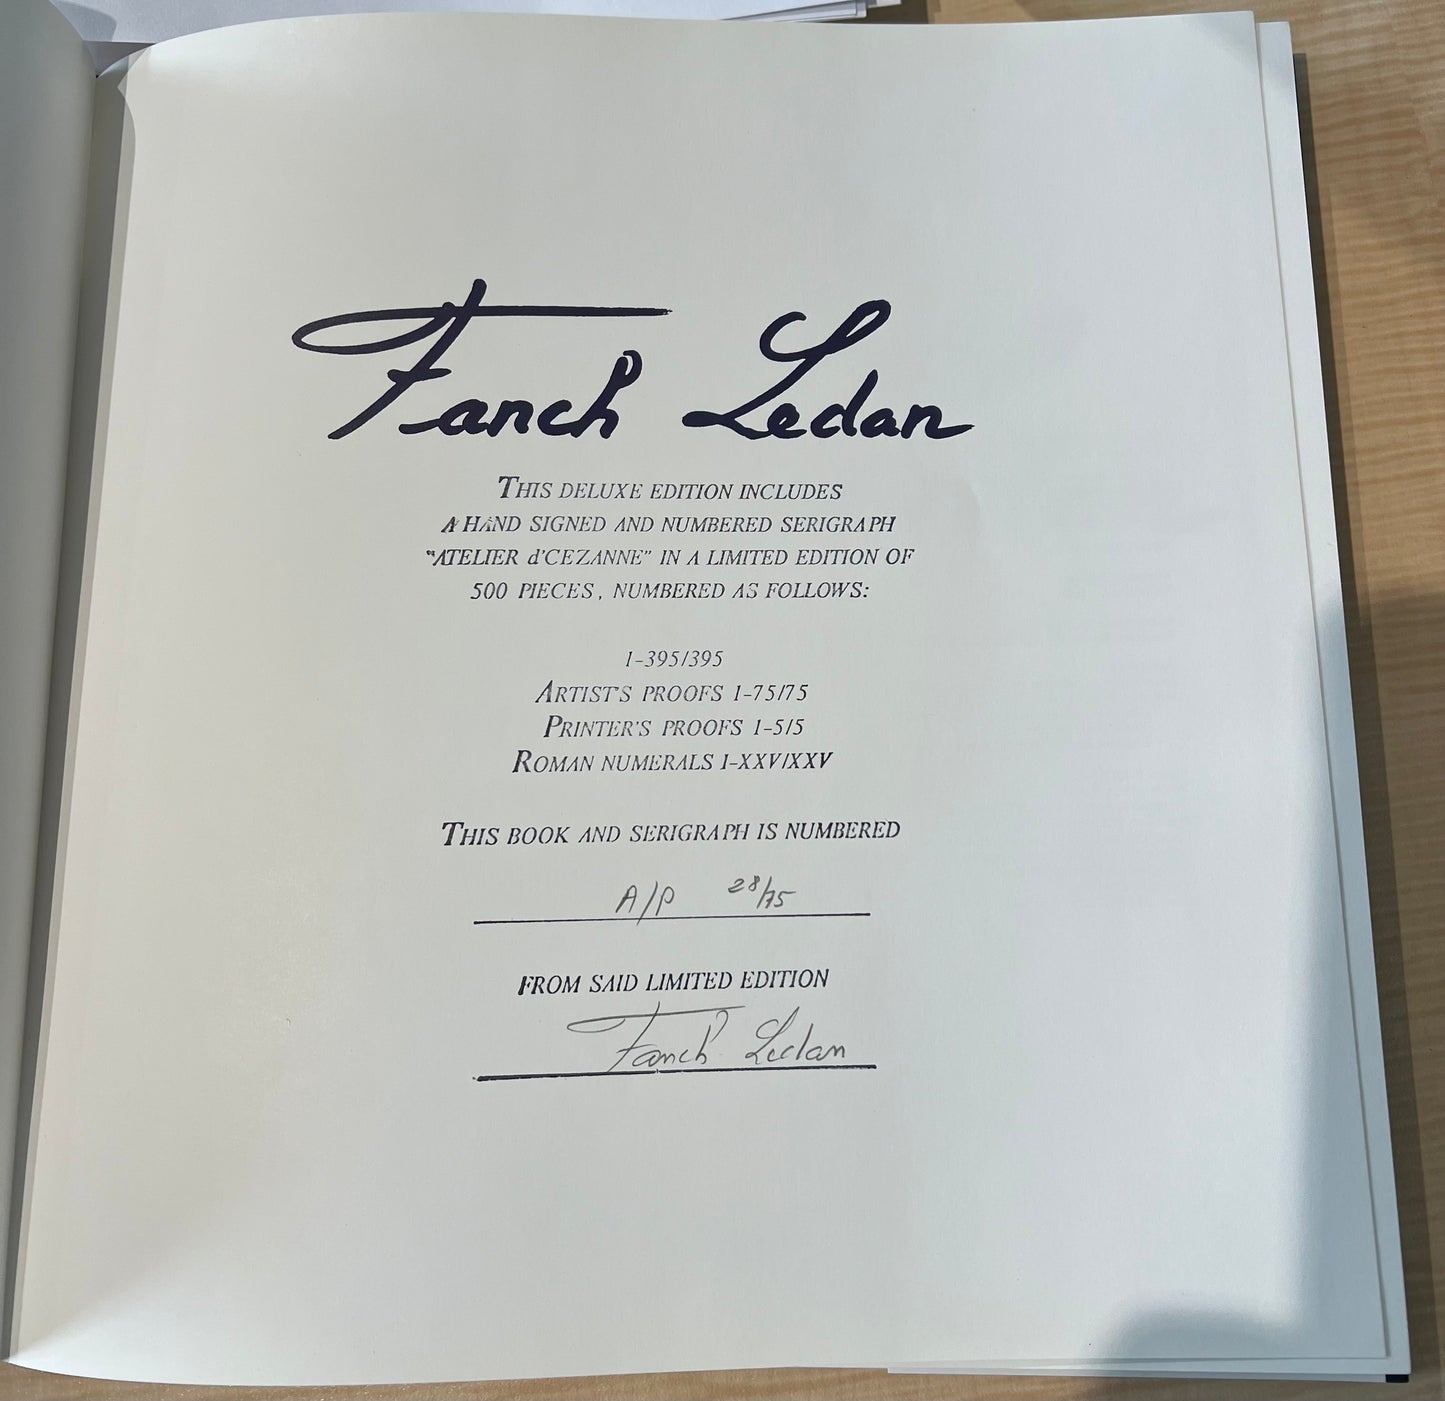 Fanch Ledan
THIS DELUXE EDITION INCLUDES
A HAND SIGNED AND NUMBERED SERIGRAPH
"ATELIER d'CEZANNE" IN A LIMITED EDITION OF
500 PIECES, NUMBERED AS FOLLOWS:
1-395/395
ARTIST'S PROOFS 1-75/75
PRINTER'S PROOFS 1-5/5
ROMAN NUMERALS I-XXV/XXV
THIS BOOK AND SERIGRAPH IS NUMBERED
A/P 28/75
FROM SAID LIMITED EDITION
Fanch Ledan